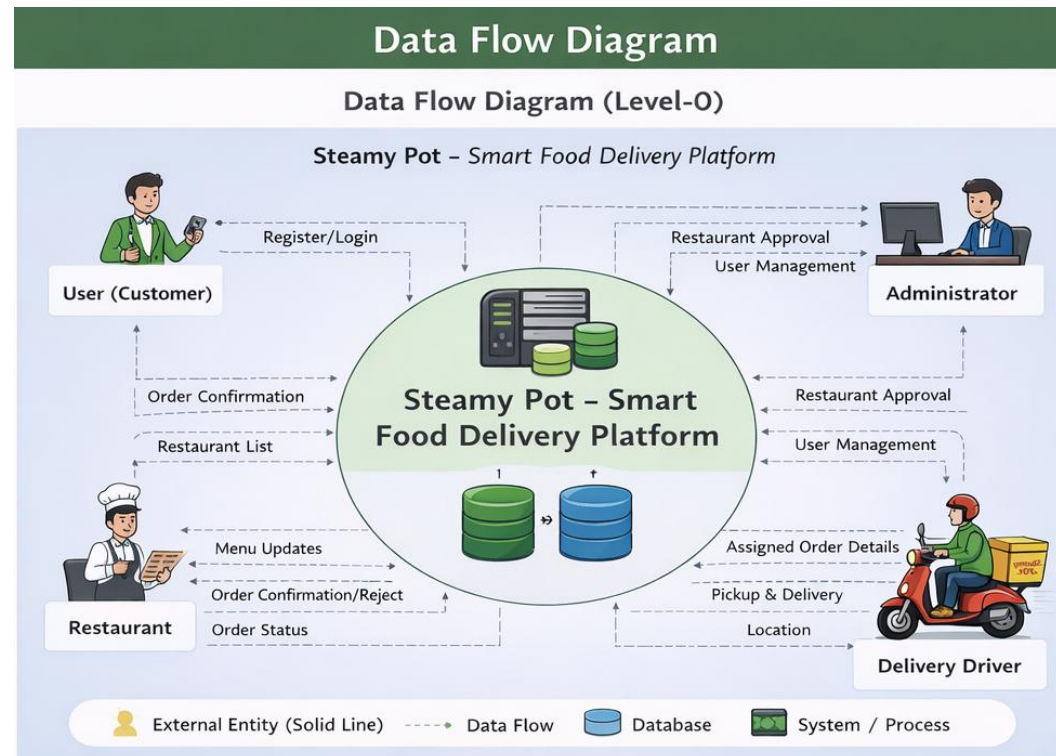 Data Flow Diagram
Data Flow Diagram (Level-0)
Steamy Pot – Smart Food Delivery Platform
Register/Login
Restaurant Approval
User Management
User (Customer)
Administrator
Steamy Pot – Smart
Food Delivery Platform
Order Confirmation
Restaurant List
Restaurant Approval
User Management
Menu Updates
Order Confirmation/Reject
Order Status
Restaurant
Assigned Order Details
Pickup & Delivery
Location
Delivery Driver
External Entity (Solid Line)
Data Flow
Database
System / Process